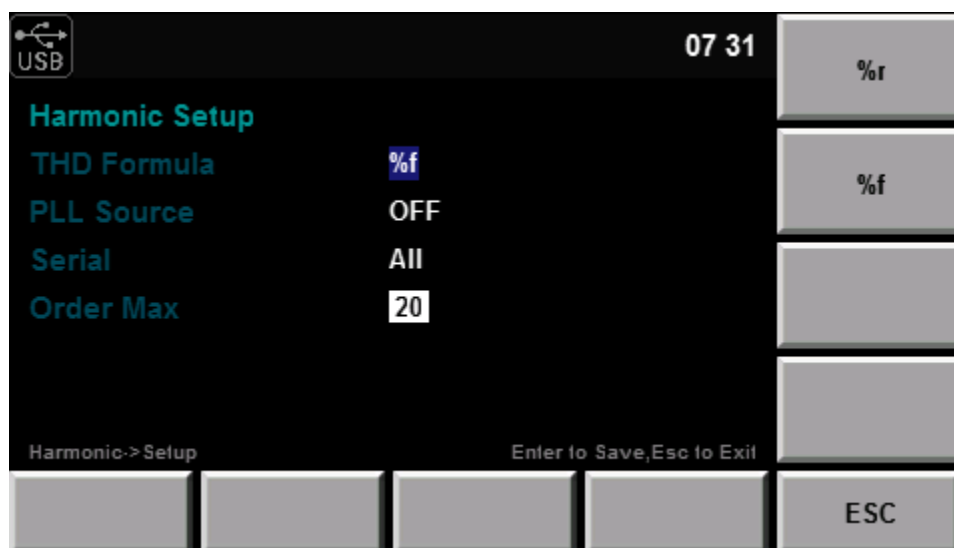 USB
07 31
%r
Harmonic Setup
THD Formula %f
%f
PLL Source OFF
Serial All
Order Max 20
Harmonic->Setup Enter to Save,Esc to Exit
ESC